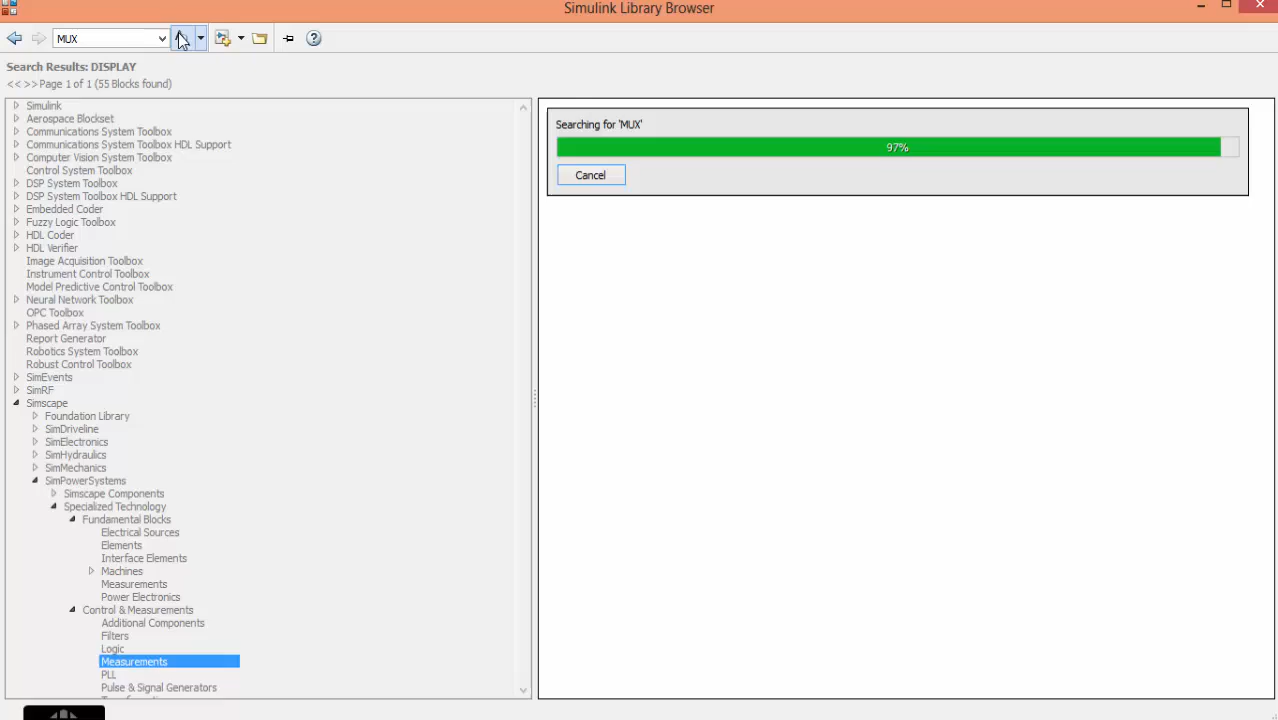 Simulink Library Browser
MUX
Search Results: DISPLAY
<< >> Page 1 of 1 (55 Blocks found)
Simulink
Aerospace Blockset
Communications System Toolbox
Communications System Toolbox HDL Support
Computer Vision System Toolbox
Control System Toolbox
DSP System Toolbox
DSP System Toolbox HDL Support
Embedded Coder
Fuzzy Logic Toolbox
HDL Coder
HDL Verifier
Image Acquisition Toolbox
Instrument Control Toolbox
Model Predictive Control Toolbox
Neural Network Toolbox
OPC Toolbox
Phased Array System Toolbox
Report Generator
Robotics System Toolbox
Robust Control Toolbox
SimEvents
SimRF
Simscape
Foundation Library
SimDriveline
SimElectronics
SimHydraulics
SimMechanics
SimPowerSystems
Simscape Components
Specialized Technology
Fundamental Blocks
Electrical Sources
Elements
Interface Elements
Machines
Measurements
Power Electronics
Control & Measurements
Additional Components
Filters
Logic
Measurements
PLL
Pulse & Signal Generators
Searching for 'MUX'
97%
Cancel